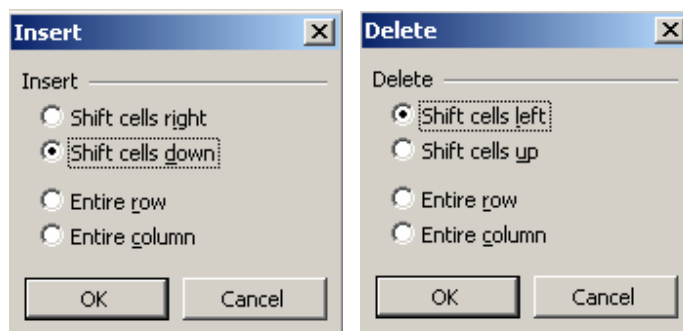 Insert
Insert
Shift cells right
Shift cells down
Entire row
Entire column
OK Cancel
Delete
Delete
Shift cells left
Shift cells up
Entire row
Entire column
OK Cancel